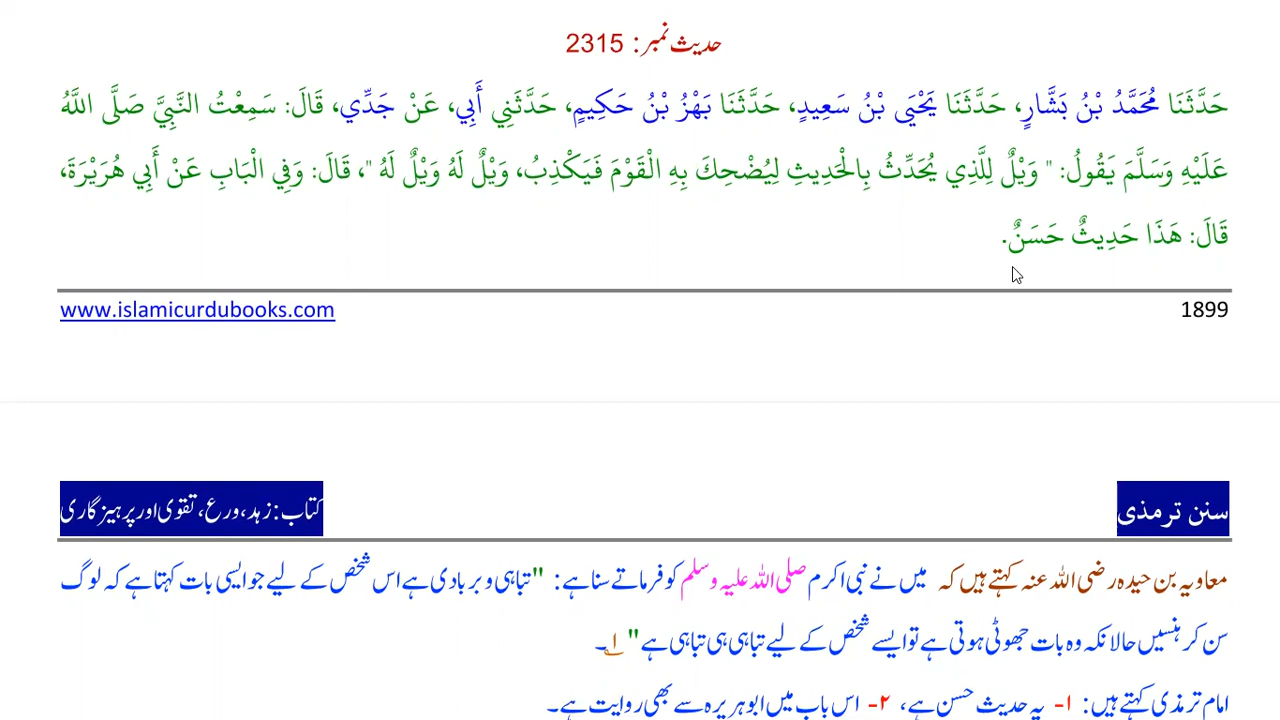 حدیث نمبر: 2315
حَدَّثَنَا مُحَمَّدُ بْنُ بَشَّارٍ، حَدَّثَنَا يَحْيَى بْنُ سَعِيدٍ، حَدَّثَنَا بَهْزُ بْنُ حَكِيمٍ، حَدَّثَنِي أَبِي، عَنْ جَدِّي، قَالَ: سَمِعْتُ النَّبِيَّ صَلَّى اللَّهُ
عَلَيْهِ وَسَلَّمَ يَقُولُ: " وَيْلٌ لِلَّذِي يُحَدِّثُ بِالْحَدِيثِ لِيُضْحِكَ بِهِ الْقَوْمَ فَيَكْذِبُ، وَيْلٌ لَهُ وَيْلٌ لَهُ "، قَالَ: وَفِي الْبَابِ عَنْ أَبِي هُرَيْرَةَ،
قَالَ: هَذَا حَدِيثٌ حَسَنٌ.
www.islamicurdubooks.com 1899
سنن ترمذی کتاب: زہد، ورع، تقوی اور پرہیزگاری
معاویہ بن حیدہ رضی اللہ عنہ کہتے ہیں کہ میں نے نبی اکرم صلی اللہ علیہ وسلم کو فرماتے سنا ہے: "تباہی و بربادی ہے اس شخص کے لیے جو ایسی بات کہتا ہے کہ لوگ
سن کر ہنسیں حالانکہ وہ بات جھوٹی ہوتی ہے تو ایسے شخص کے لیے تباہی ہی تباہی ہے" ۱؎۔
امام ترمذی کہتے ہیں: ۱- یہ حدیث حسن ہے، ۲- اس باب میں ابوہریرہ سے بھی روایت ہے۔